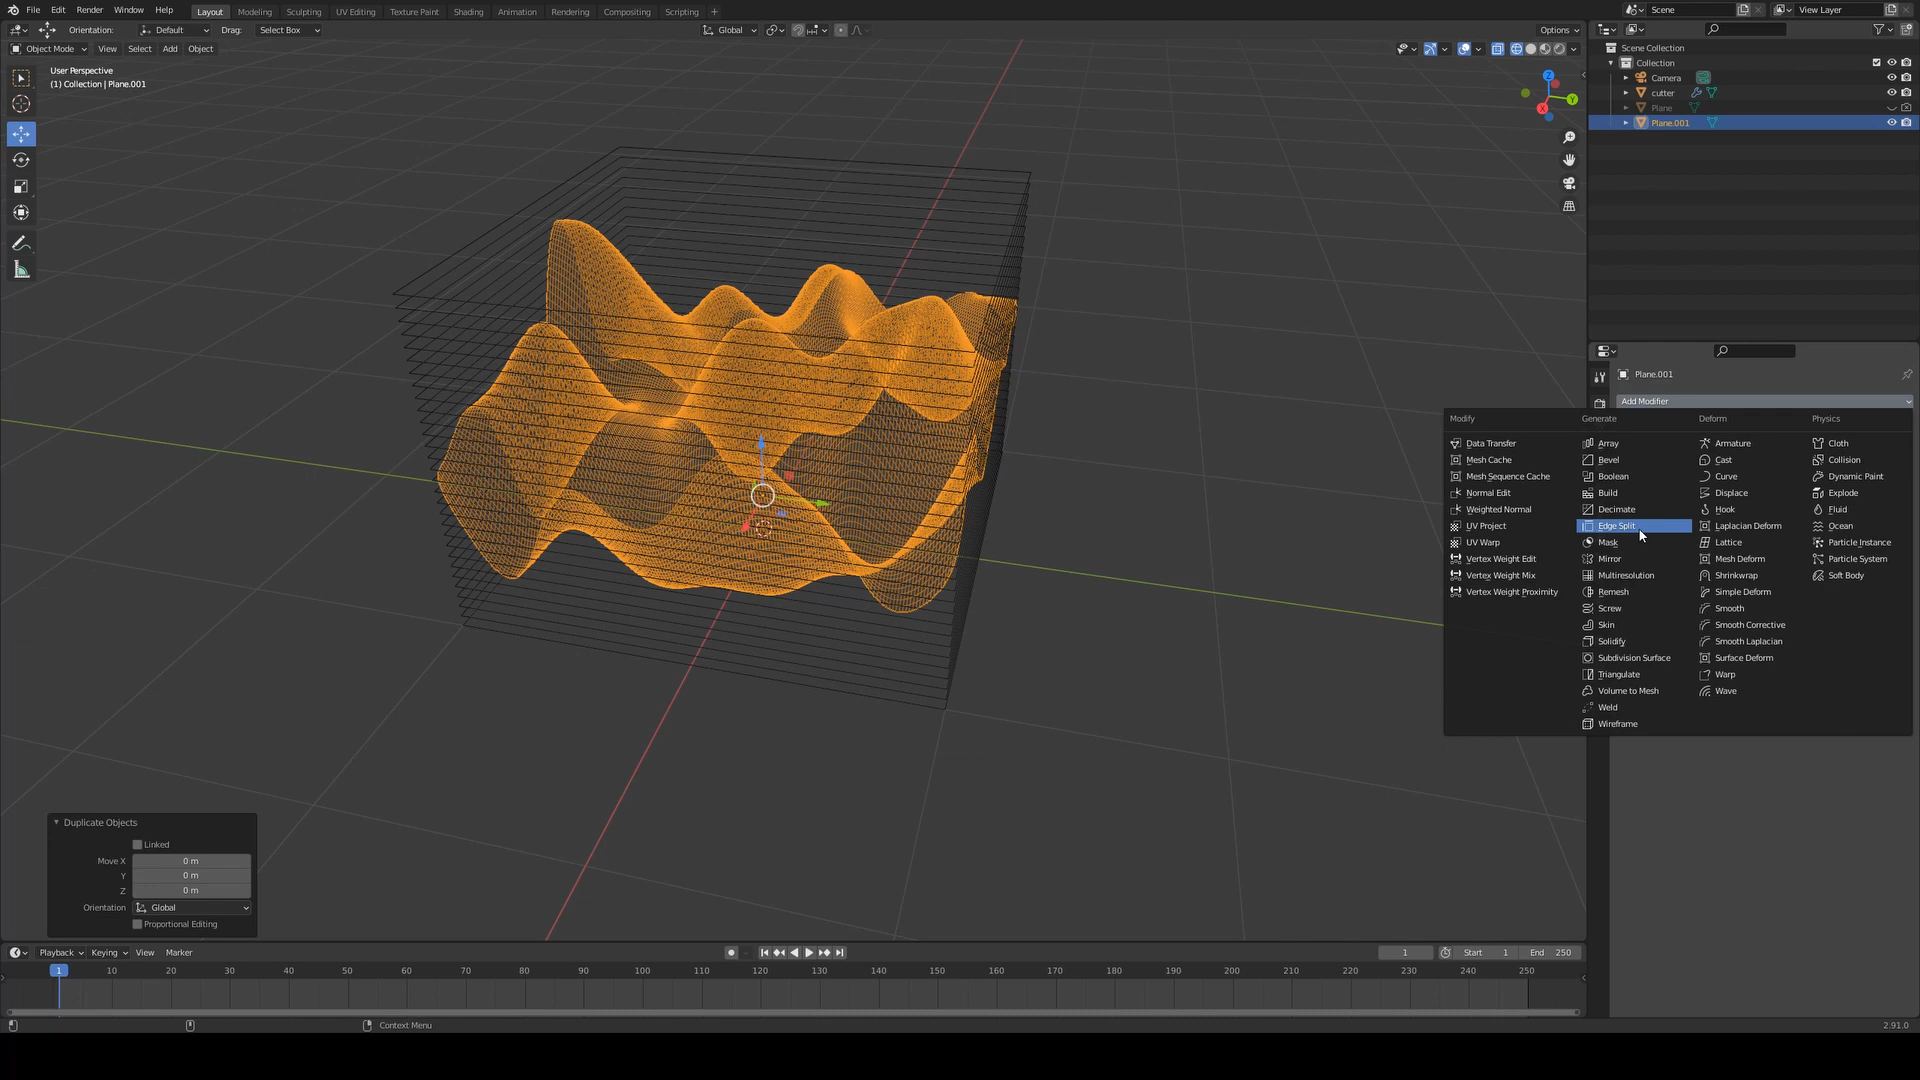 File Edit Render Window Help Layout Modeling Sculpting UV Editing Texture Paint Shading Animation Rendering Compositing Scripting + Scene View Layer
Orientation: Default Drag: Select Box Global Options
Object Mode View Select Add Object
User Perspective
(1) Collection | Plane.001
Scene Collection
Collection
Camera
cutter
Plane
Plane.001
Z
Y
X
Plane.001
Add Modifier
Modify Generate Deform Physics
Data Transfer Array Armature Cloth
Mesh Cache Bevel Cast Collision
Mesh Sequence Cache Boolean Curve Dynamic Paint
Normal Edit Build Displace Explode
Weighted Normal Decimate Hook Fluid
UV Project Edge Split Laplacian Deform Ocean
UV Warp Mask Lattice Particle Instance
Vertex Weight Edit Mirror Mesh Deform Particle System
Vertex Weight Mix Multiresolution Shrinkwrap Soft Body
Vertex Weight Proximity Remesh Simple Deform
Screw Smooth
Skin Smooth Corrective
Solidify Smooth Laplacian
Subdivision Surface Surface Deform
Triangulate Warp
Volume to Mesh Wave
Weld
Wireframe
Duplicate Objects
Linked
Move X 0 m
Y 0 m
Z 0 m
Orientation Global
Proportional Editing
Playback Keying View Marker 1 Start 1 End 250
1 10 20 30 40 50 60 70 80 90 100 110 120 130 140 150 160 170 180 190 200 210 220 230 240 250
Context Menu 2.91.0